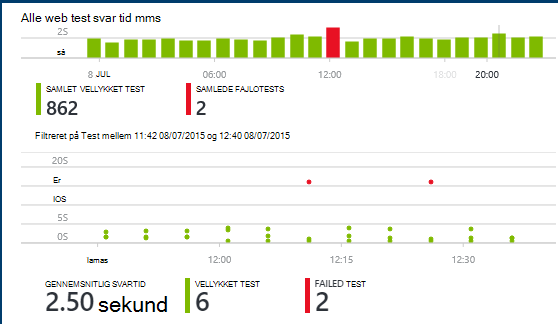 Alle web test svar tid mms
2S
så
8 JUL 06:00 12:00 18:00 20:00
SAMLET VELLYKKET TEST SAMLEDE FAJLOTESTS
862 2
Filtreret på Test mellem 11:42 08/07/2015 og 12:40 08/07/2015
20S
Er
IOS
5S
0S
lamas 12:00 12:15 12:30
GENNEMSNITLIG SVARTID VELLYKKET TEST FAILED TEST
2.50 sekund 6 2